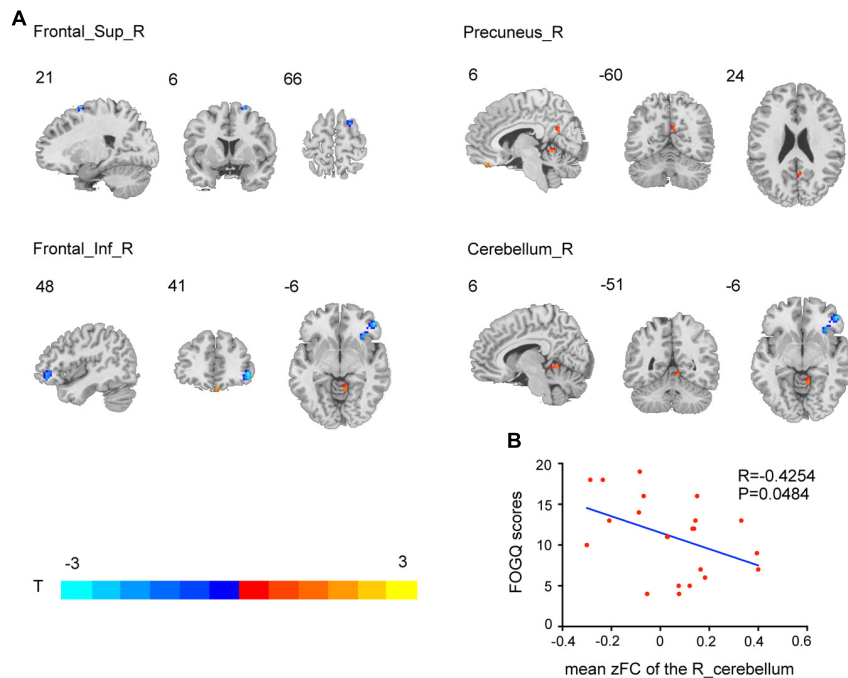 A
Frontal_Sup_R
21 6 66
Precuneus_R
6 -60 24
Frontal_Inf_R
48 41 -6
Cerebellum_R
6 -51 -6
T
-3 3
B
R=-0.4254
P=0.0484
FOGQ scores
20
15
10
5
0
-0.4 -0.2 0 0.2 0.4 0.6
mean zFC of the R_cerebellum